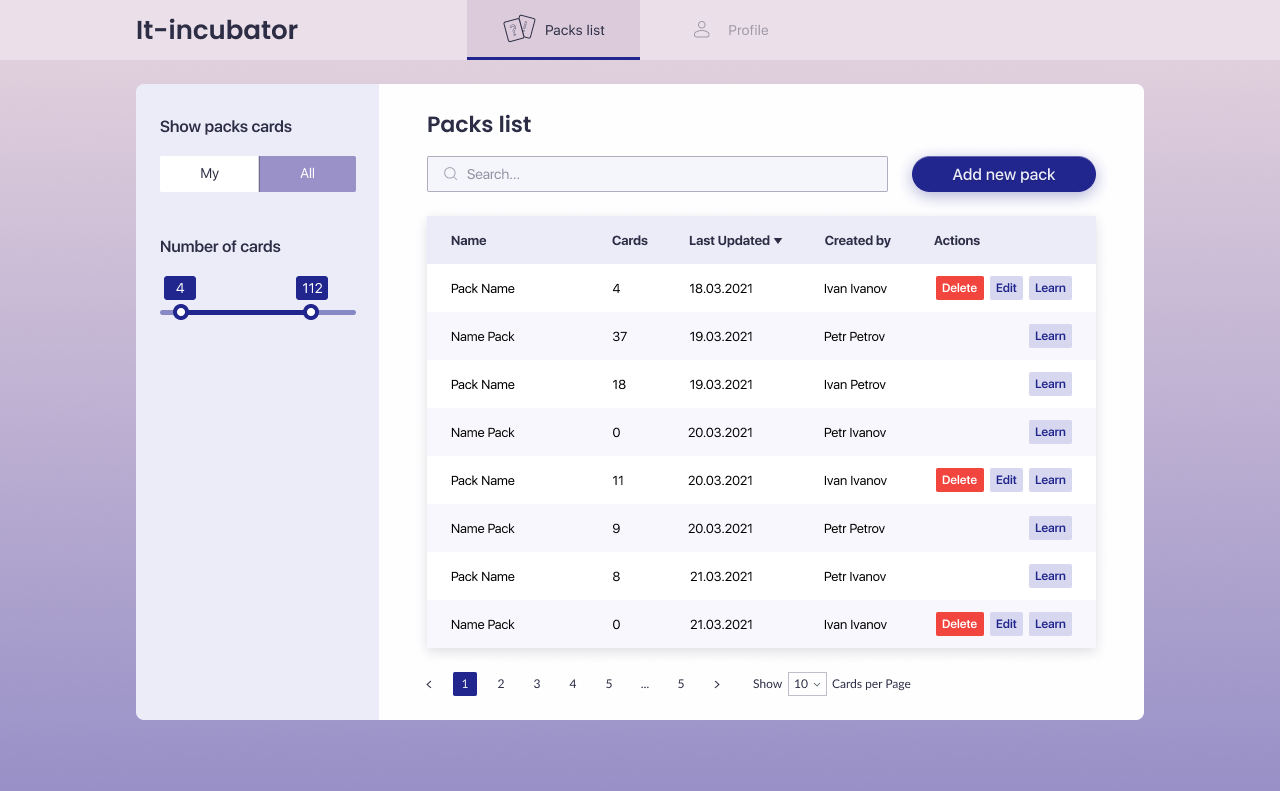 It-incubator
Packs list
Profile
Show packs cards
My All
Number of cards
4 112
Packs list
Search...
Add new pack
Name Cards Last Updated Created by Actions
Pack Name 4 18.03.2021 Ivan Ivanov Delete Edit Learn
Name Pack 37 19.03.2021 Petr Petrov Learn
Pack Name 18 19.03.2021 Ivan Petrov Learn
Name Pack 0 20.03.2021 Petr Ivanov Learn
Pack Name 11 20.03.2021 Ivan Ivanov Delete Edit Learn
Name Pack 9 20.03.2021 Petr Petrov Learn
Pack Name 8 21.03.2021 Petr Ivanov Learn
Name Pack 0 21.03.2021 Ivan Ivanov Delete Edit Learn
1 2 3 4 5 ... 5 Show 10 Cards per Page